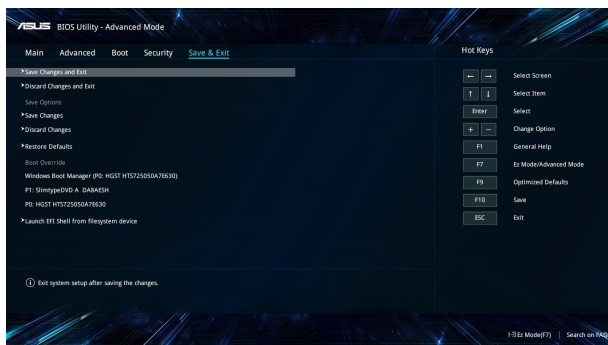 ASUS BIOS Utility - Advanced Mode
Main Advanced Boot Security Save & Exit
Save Changes and Exit
Discard Changes and Exit
Save Options
Save Changes
Discard Changes
Restore Defaults
Boot Override
Windows Boot Manager (P0: HGST HTS725050A7E630)
P1: SlimtypeDVD A DA8AESH
P0: HGST HTS725050A7E630
Launch EFI Shell from filesystem device
Exit system setup after saving the changes.
Hot Keys
← → Select Screen
↑ ↓ Select Item
Enter Select
+ − Change Option
F1 General Help
F7 Ez Mode/Advanced Mode
F9 Optimized Defaults
F10 Save
ESC Exit
Ez Mode(F7) | Search on FAQ